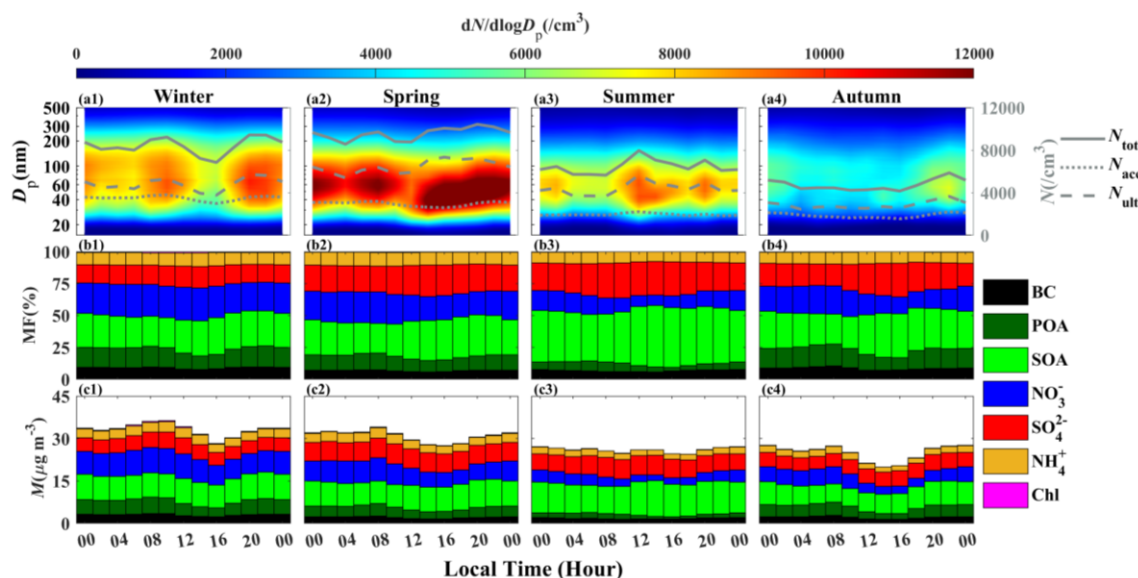 dN/dlogDp(/cm³)
0 2000 4000 6000 8000 10000 12000
(a1) Winter (a2) Spring (a3) Summer (a4) Autumn
Dp(nm)
500
300
100
60
40
20
12000
8000
4000
0
N(/cm³)
Ntot
Nacc
Nult
(b1) (b2) (b3) (b4)
MF(%)
100
75
50
25
0
BC
POA
SOA
NO₃⁻
SO₄²⁻
NH₄⁺
Chl
(c1) (c2) (c3) (c4)
M(μg m⁻³)
45
30
15
0
00 04 08 12 16 20 00 00 04 08 12 16 20 00 00 04 08 12 16 20 00 00 04 08 12 16 20 00
Local Time (Hour)